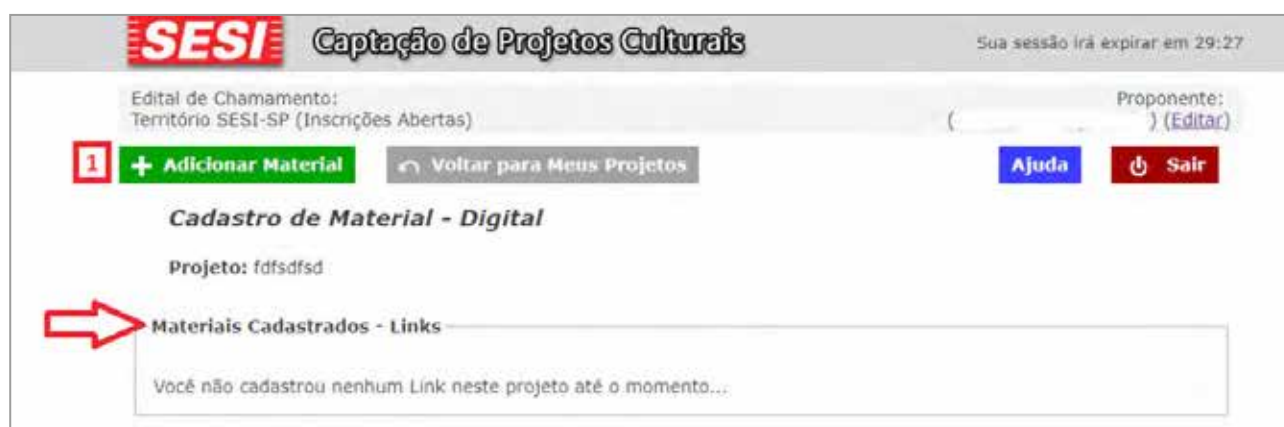 SESI Captação de Projetos Culturais Sua sessão irá expirar em 29:27
Edital de Chamamento: Proponente:
Território SESI-SP (Inscrições Abertas) ( ) (Editar)
1 + Adicionar Material Voltar para Meus Projetos Ajuda Sair
Cadastro de Material - Digital
Projeto: fdfsdfsd
Materiais Cadastrados - Links
Você não cadastrou nenhum Link neste projeto até o momento...